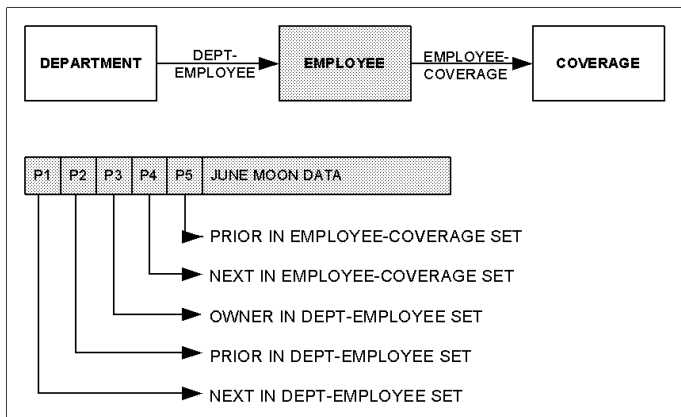 DEPARTMENT
DEPT-
EMPLOYEE
EMPLOYEE
EMPLOYEE-
COVERAGE
COVERAGE
P1 P2 P3 P4 P5 JUNE MOON DATA
PRIOR IN EMPLOYEE-COVERAGE SET
NEXT IN EMPLOYEE-COVERAGE SET
OWNER IN DEPT-EMPLOYEE SET
PRIOR IN DEPT-EMPLOYEE SET
NEXT IN DEPT-EMPLOYEE SET